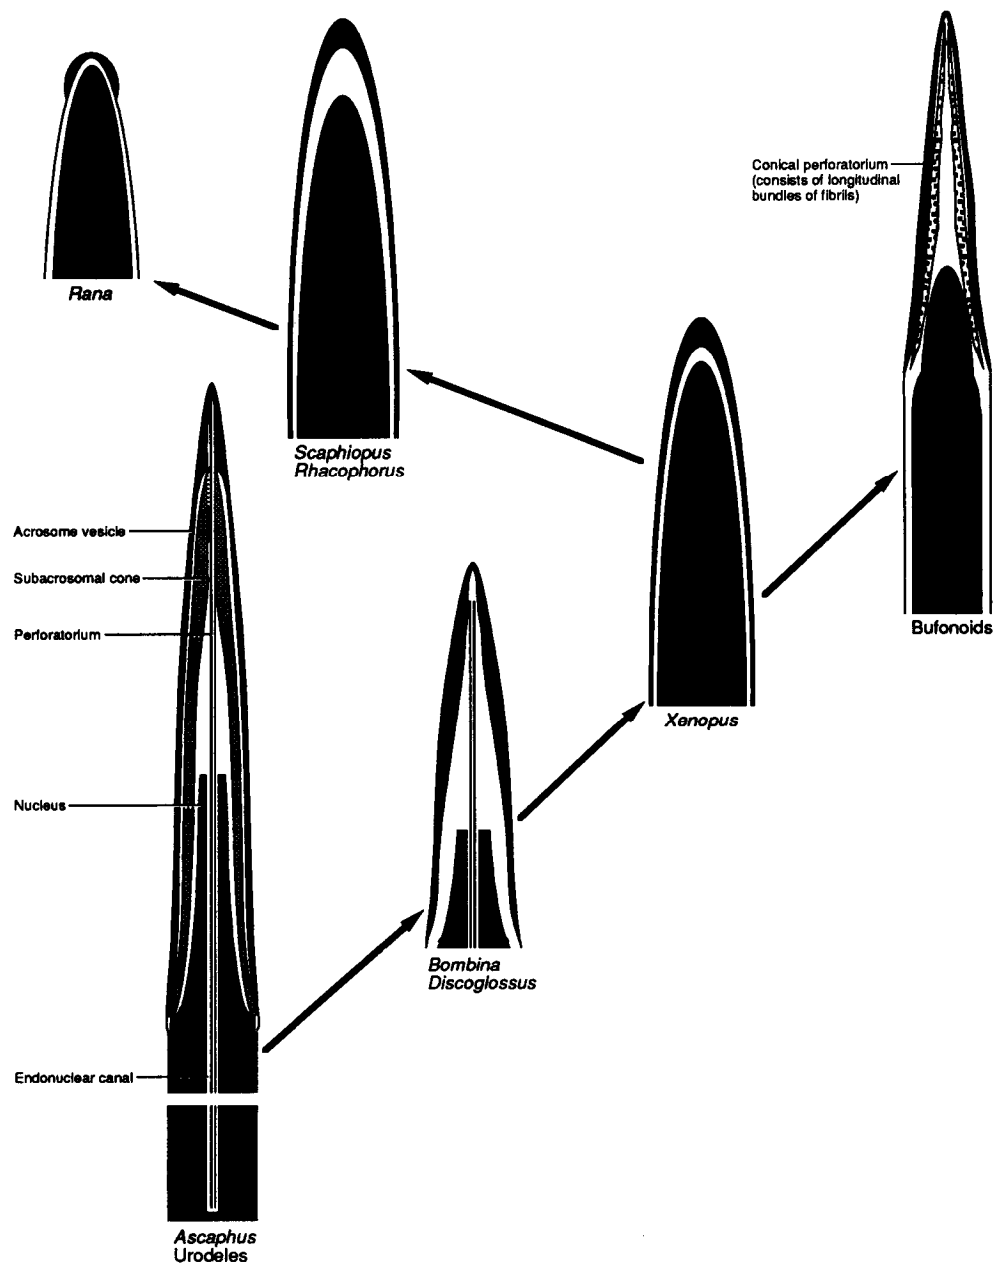 Conical perforatorium
(consists of longitudinal
bundles of fibrils)
Rana
Scaphiopus
Rhacophorus
Acrosome vesicle
Subacrosomal cone
Perforatorium
Bufonoids
Xenopus
Nucleus
Bombina
Discoglossus
Endonuclear canal
Ascaphus
Urodeles